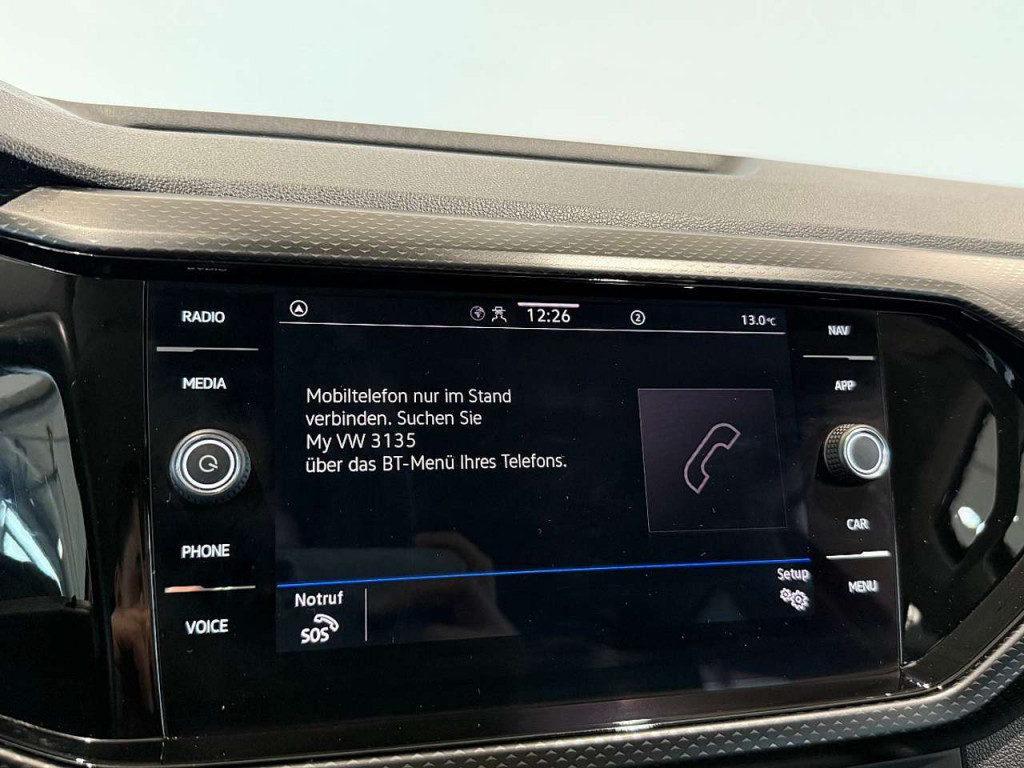 RADIO
MEDIA
PHONE
VOICE
12:26
2
13.0°C
Mobiltelefon nur im Stand
verbinden. Suchen Sie
My VW 3135
über das BT-Menü Ihres Telefons.
Notruf
SOS
Setup
NAV
APP
CAR
MENU